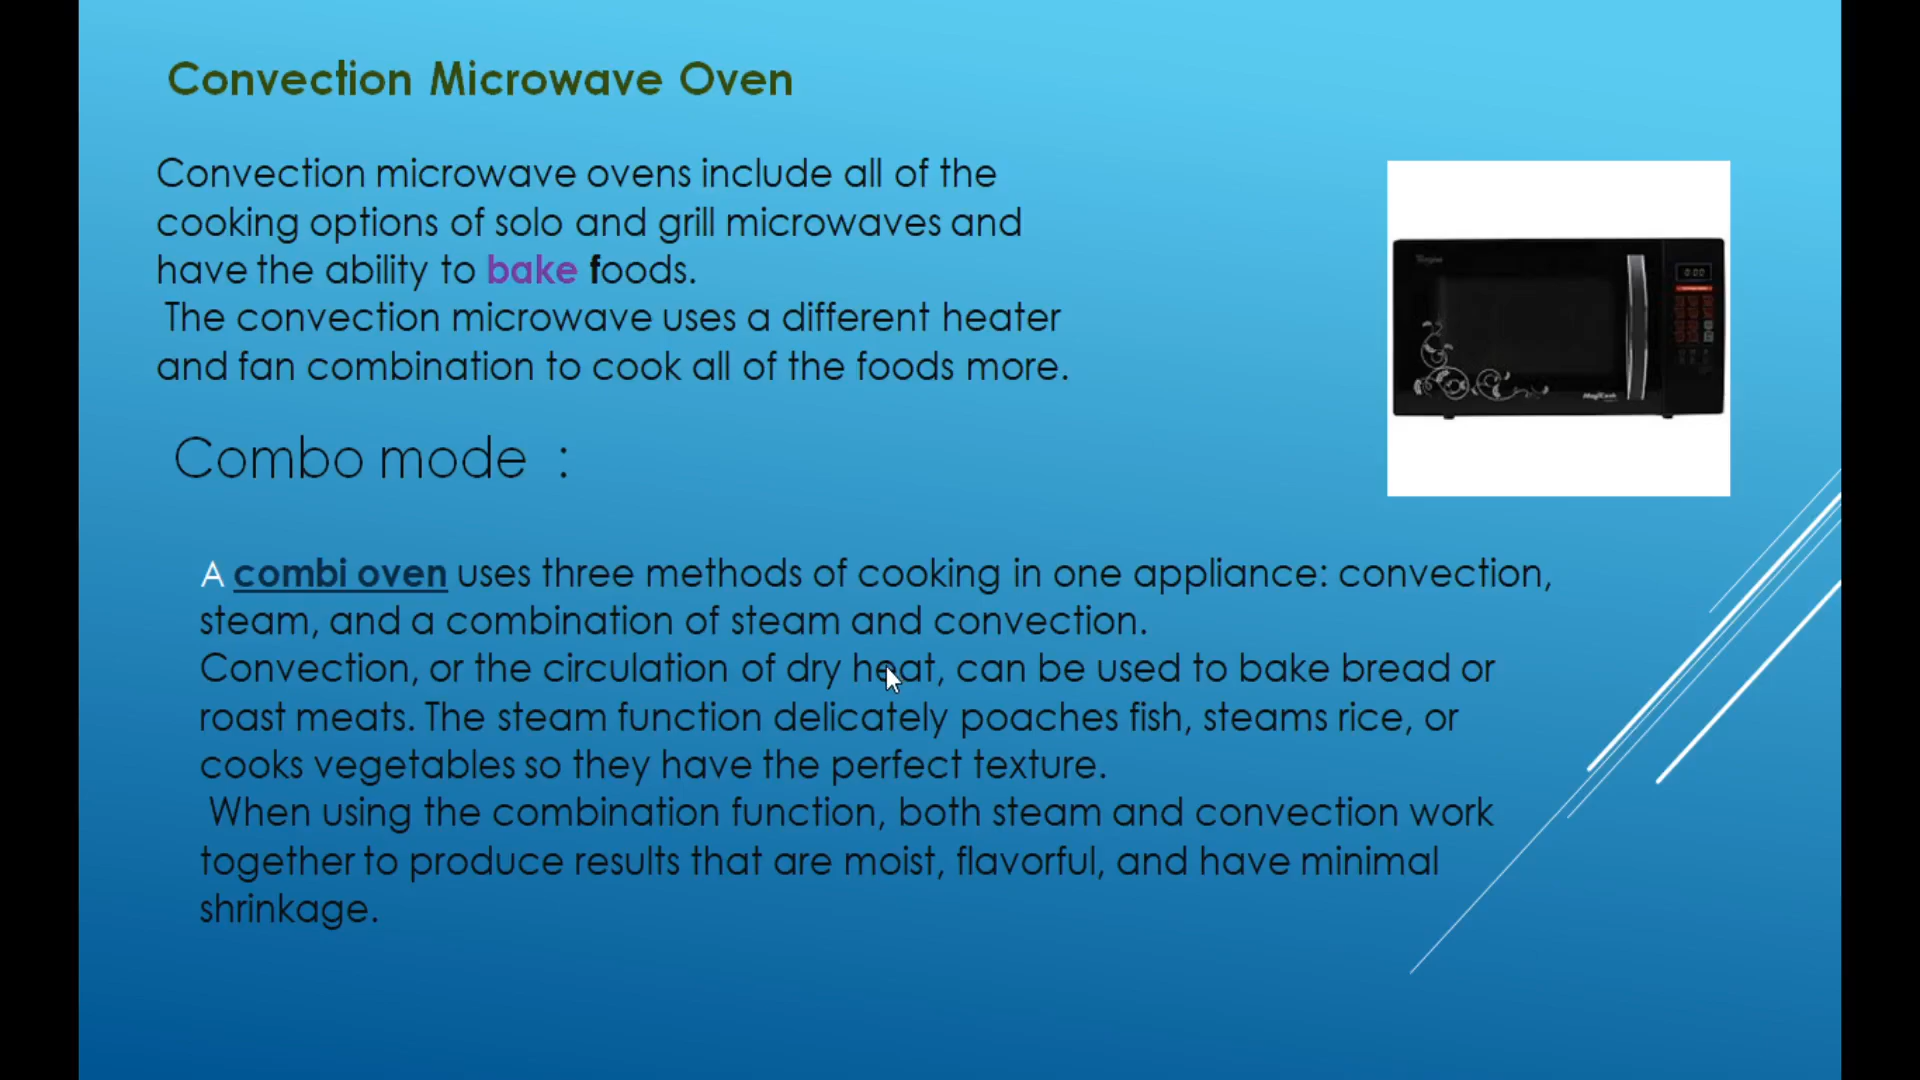 Convection Microwave Oven
Convection microwave ovens include all of the
cooking options of solo and grill microwaves and
have the ability to bake foods.
The convection microwave uses a different heater
and fan combination to cook all of the foods more.
Combo mode :
A combi oven uses three methods of cooking in one appliance: convection,
steam, and a combination of steam and convection.
Convection, or the circulation of dry heat, can be used to bake bread or
roast meats. The steam function delicately poaches fish, steams rice, or
cooks vegetables so they have the perfect texture.
When using the combination function, both steam and convection work
together to produce results that are moist, flavorful, and have minimal
shrinkage.
0:00
MagiCook